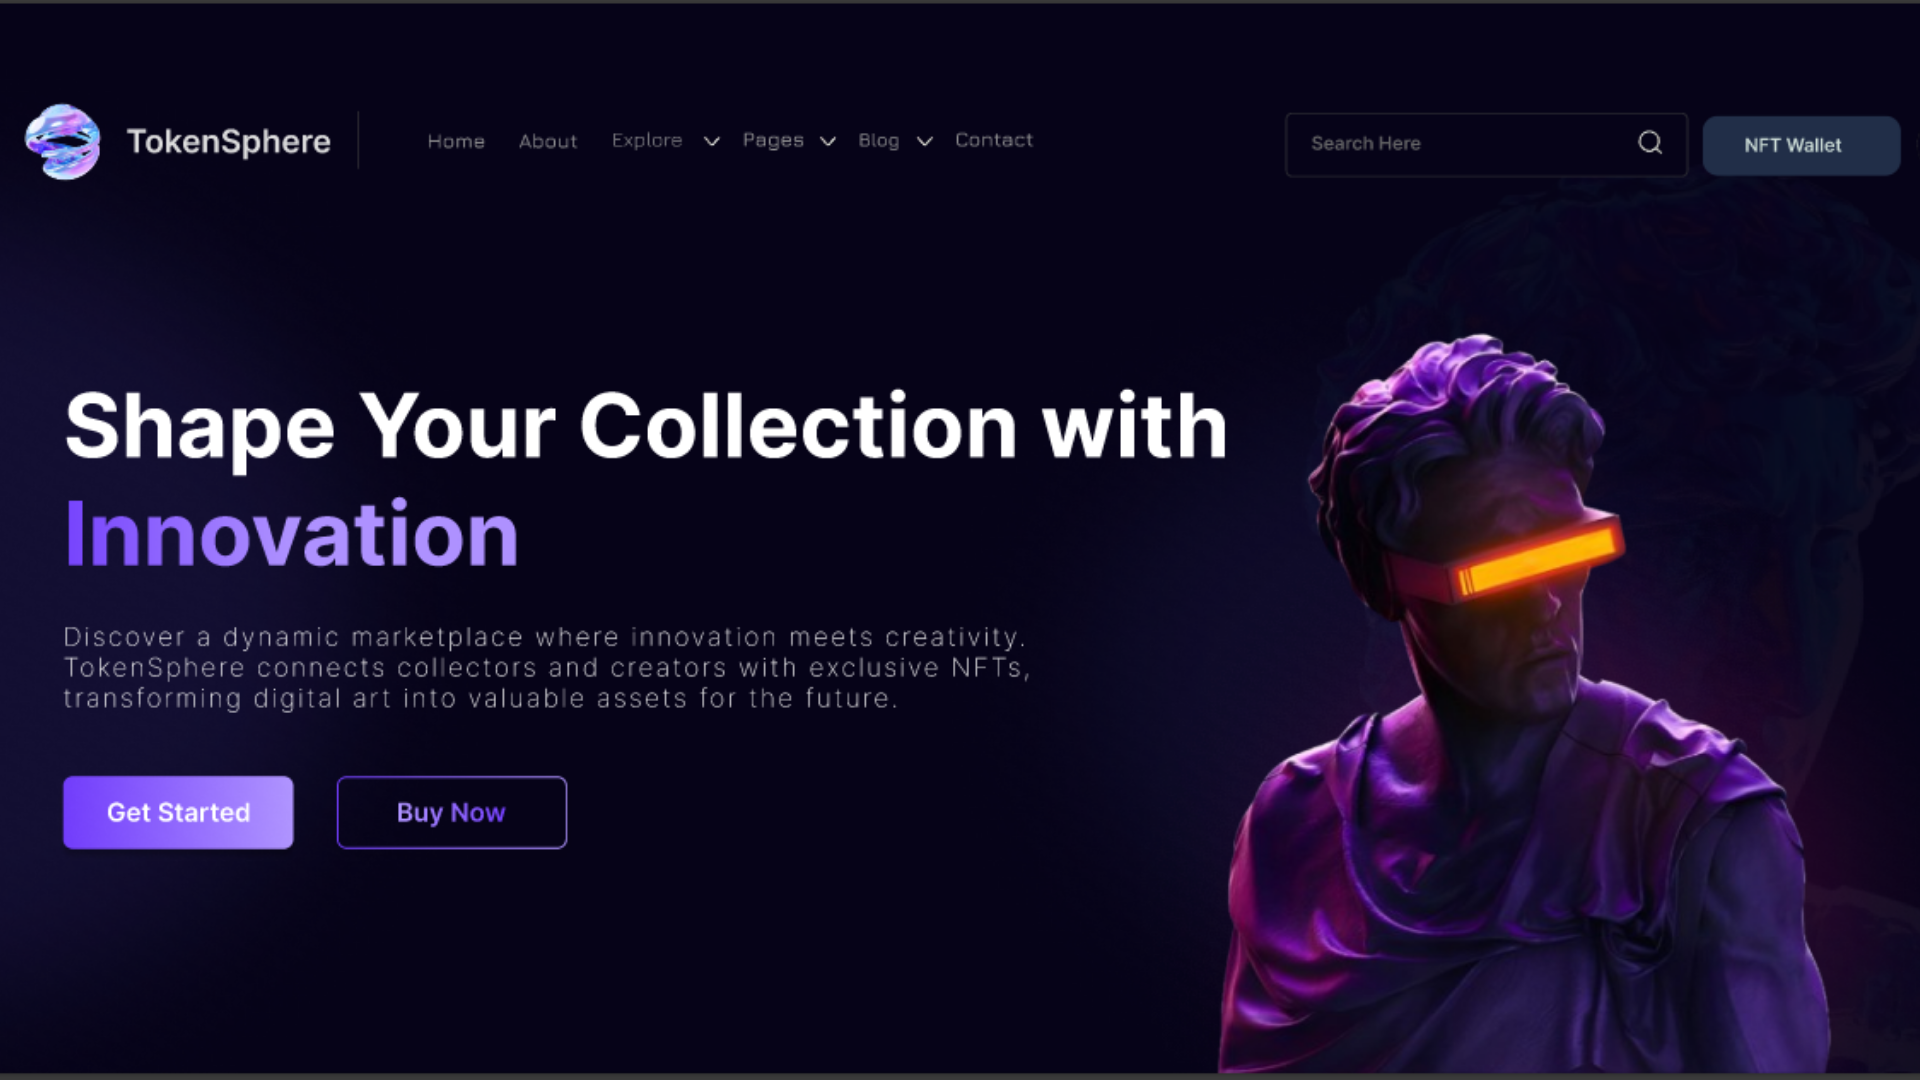 TokenSphere
Home About Explore Pages Blog Contact
Search Here
NFT Wallet
Shape Your Collection with
Innovation
Discover a dynamic marketplace where innovation meets creativity.
TokenSphere connects collectors and creators with exclusive NFTs,
transforming digital art into valuable assets for the future.
Get Started
Buy Now